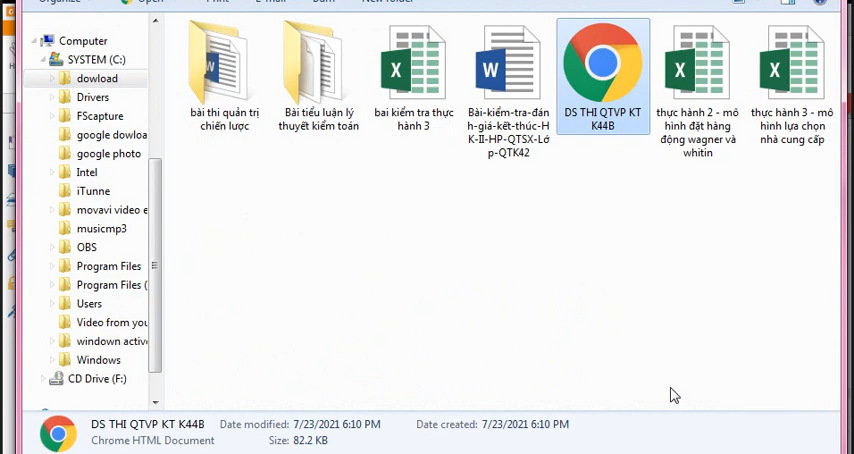 Computer
SYSTEM (C:)
dowload
Drivers
FScapture
google dowloa
google photo
Intel
iTunne
movavi video e
musicmp3
OBS
Program Files
Program Files (
Users
Video from you
windown active
Windows
CD Drive (F:)
bài thi quản trị
chiến lược
Bài tiểu luận lý
thuyết kiểm toán
bai kiểm tra thực
hành 3
Bài-kiểm-tra-đán
h-giá-kết-thúc-H
K-II-HP-QTSX-Lớ
p-QTK42
DS THI QTVP KT
K44B
thực hành 2 - mô
hình đặt hàng
động wagner và
whitin
thực hành 3 - mô
hình lựa chọn
nhà cung cấp
DS THI QTVP KT K44B Date modified: 7/23/2021 6:10 PM Date created: 7/23/2021 6:10 PM
Chrome HTML Document Size: 82.2 KB